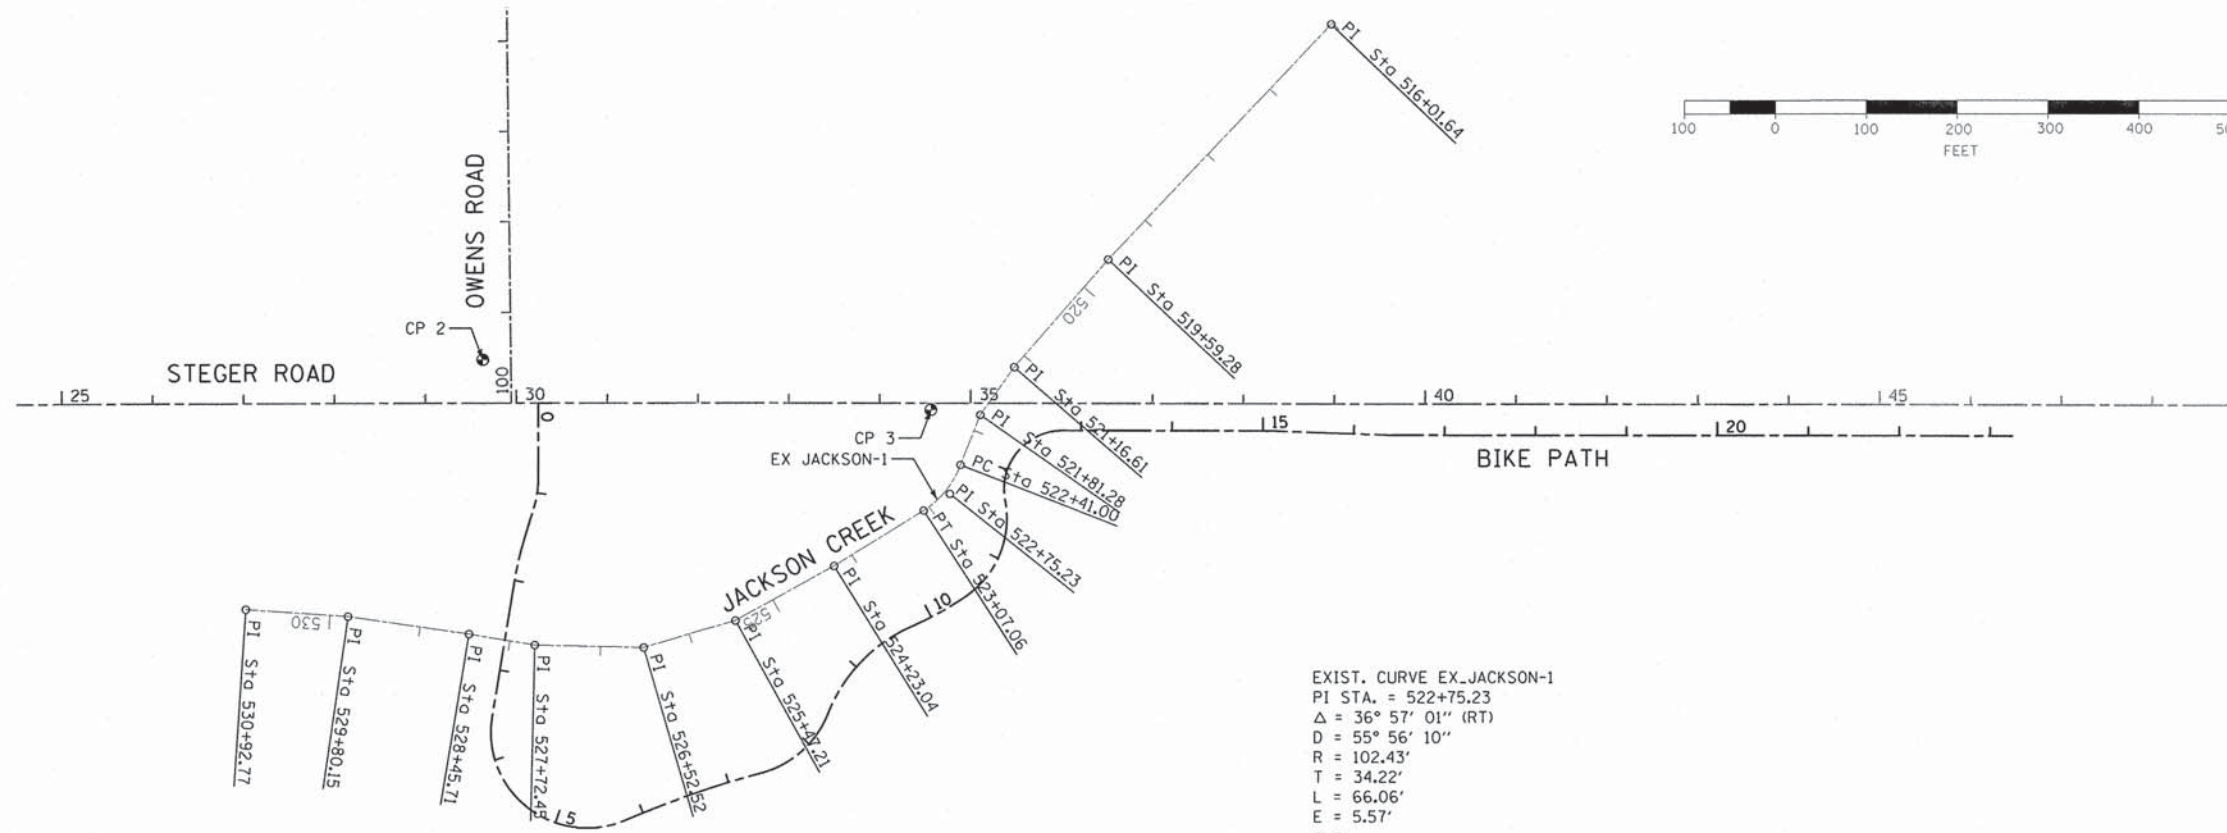 PI Sta 516+01.64
100 0 100 200 300 400
FEET
OWENS ROAD
PI Sta 519+59.28
520
CP 2
STEGER ROAD
100
25 30 35 40 45
0
PI Sta 521+16.61
CP 3
15 20
PI Sta 521+81.28
EX JACKSON-1
BIKE PATH
PC Sta 522+41.00
PI Sta 522+75.23
PT Sta 523+07.06
JACKSON CREEK
PI Sta 524+23.04
10
525
PI Sta 525+47.21
530
PI Sta 530+92.77
PI Sta 529+80.15
PI Sta 528+45.71
PI Sta 527+72.45
PI Sta 526+52.52
5
EXIST. CURVE EX_JACKSON-1
PI STA. = 522+75.23
Δ = 36° 57' 01" (RT)
D = 55° 56' 10"
R = 102.43'
T = 34.22'
L = 66.06'
E = 5.57'